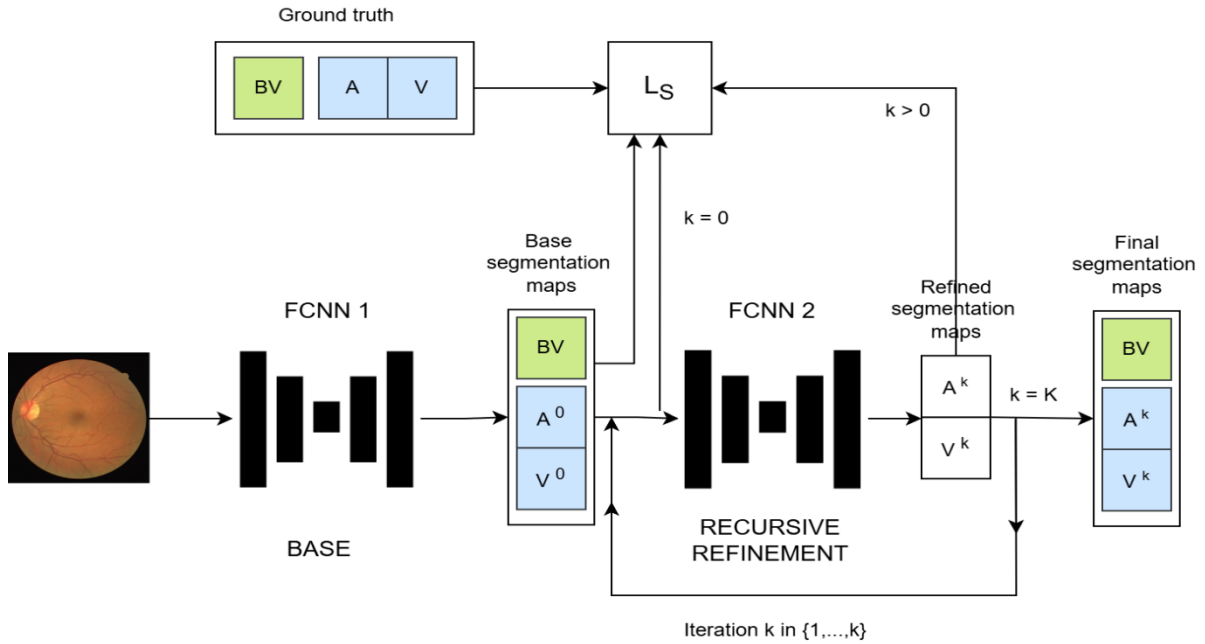 Ground truth
BV
A
V
L_S
k > 0
k = 0
Base
segmentation
maps
Final
segmentation
maps
FCNN 1
FCNN 2
Refined
segmentation
maps
BV
A^0
V^0
A^k
V^k
k = K
BV
A^k
V^k
BASE
RECURSIVE
REFINEMENT
Iteration k in {1,...,k}